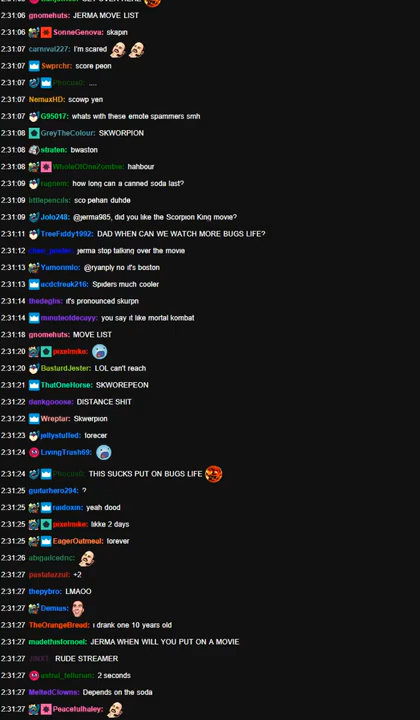 2:31:06 gnomehuts: JERMA MOVE LIST
2:31:06 SonneGenova: skapin
2:31:07 carnival227: I'm scared
2:31:07 Swprchr: score peon
2:31:07 ....
2:31:07 NemuxHD: scowp yen
2:31:07 G95017: whats with these emote spammers smh
2:31:08 GreyTheColour: SKWORPION
2:31:08 straten: bwaston
2:31:08 WholeOfOneZombie: hahbour
2:31:09 ragnem: how long can a canned soda last?
2:31:09 littlepencils: sco pehan duhde
2:31:09 Jolo248: @jerma985, did you like the Scorpion King movie?
2:31:11 TreeFiddy1992: DAD WHEN CAN WE WATCH MORE BUGS LIFE?
2:31:12 jerma stop talking over the movie
2:31:13 Yamorimlo: @ryanply no it's boston
2:31:13 acdcfreak216: Spiders much cooler
2:31:14 thedeglis: it's pronounced skurpn
2:31:14 minuteofdecayy: you say it like mortal kombat
2:31:18 gnomehuts: MOVE LIST
2:31:20 pixelmike:
2:31:20 BastardJester: LOL can't reach
2:31:21 ThatOneHorse: SKWOREPEON
2:31:22 dankgooose: DISTANCE SHIT
2:31:22 Wreptar: Skwerpion
2:31:23 jellystuffed: forecer
2:31:24 LivingTrash69:
2:31:24 THIS SUCKS PUT ON BUGS LIFE
2:31:25 guitarhero294: ?
2:31:25 raidoxin: yeah dood
2:31:25 pixelmike: likke 2 days
2:31:25 EagerOatmeal: forever
2:31:26 abigailcedric:
2:31:27 pastafazzul: +2
2:31:27 thepybro: LMAOO
2:31:27 Demius:
2:31:27 TheOrangeBread: i drank one 10 years old
2:31:27 madethisfornoel: JERMA WHEN WILL YOU PUT ON A MOVIE
2:31:27 RUDE STREAMER
2:31:27 2 seconds
2:31:27 MeltedClowns: Depends on the soda
2:31:27 Peacefulhaley: